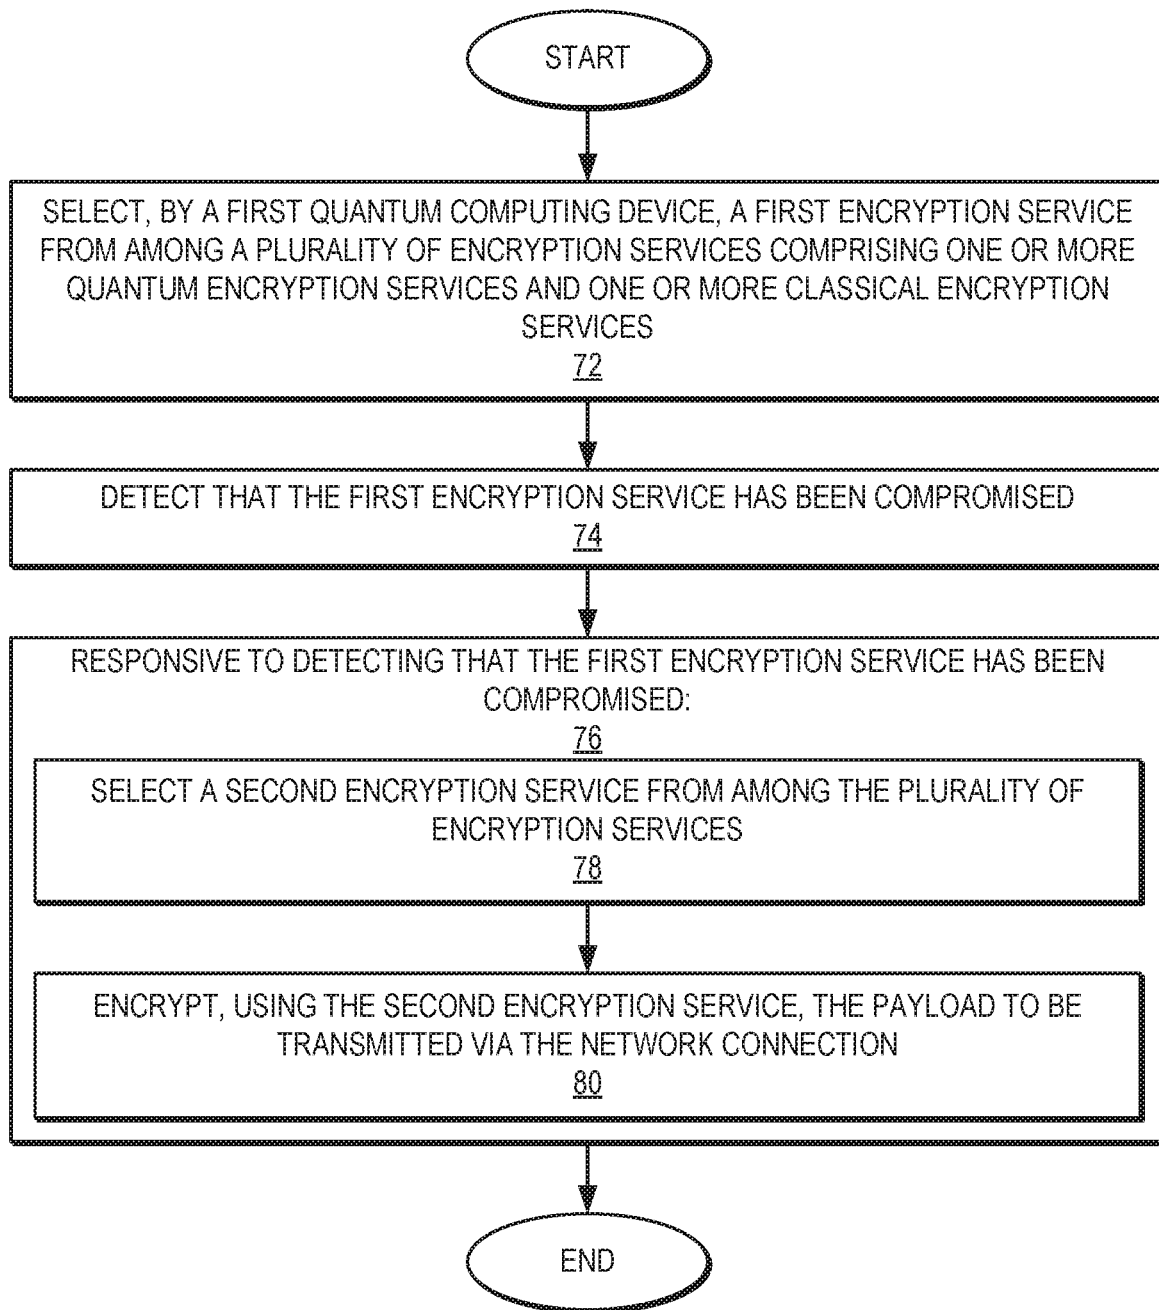 START
SELECT, BY A FIRST QUANTUM COMPUTING DEVICE, A FIRST ENCRYPTION SERVICE
FROM AMONG A PLURALITY OF ENCRYPTION SERVICES COMPRISING ONE OR MORE
QUANTUM ENCRYPTION SERVICES AND ONE OR MORE CLASSICAL ENCRYPTION
SERVICES
72
DETECT THAT THE FIRST ENCRYPTION SERVICE HAS BEEN COMPROMISED
74
RESPONSIVE TO DETECTING THAT THE FIRST ENCRYPTION SERVICE HAS BEEN
COMPROMISED:
76
SELECT A SECOND ENCRYPTION SERVICE FROM AMONG THE PLURALITY OF
ENCRYPTION SERVICES
78
ENCRYPT, USING THE SECOND ENCRYPTION SERVICE, THE PAYLOAD TO BE
TRANSMITTED VIA THE NETWORK CONNECTION
80
END